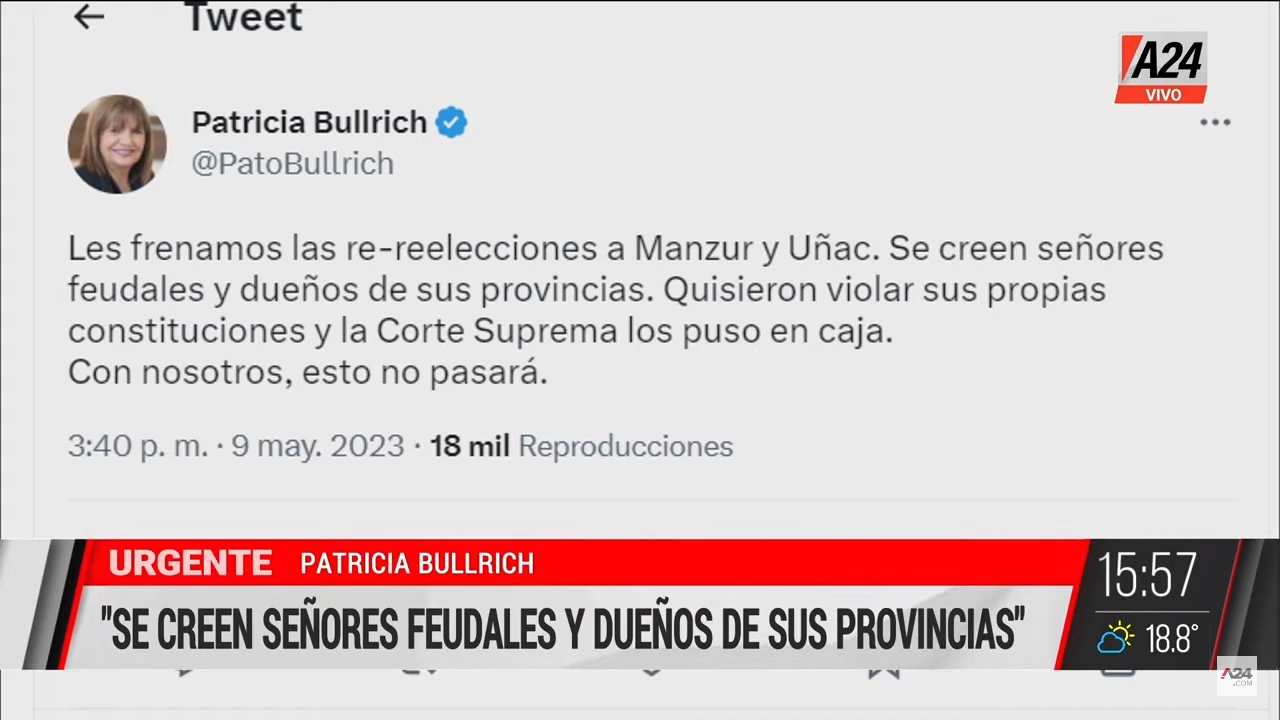 Tweet
A24
VIVO
Patricia Bullrich
@PatoBullrich
Les frenamos las re-reelecciones a Manzur y Uñac. Se creen señores
feudales y dueños de sus provincias. Quisieron violar sus propias
constituciones y la Corte Suprema los puso en caja.
Con nosotros, esto no pasará.
3:40 p. m. · 9 may. 2023 · 18 mil Reproducciones
URGENTE PATRICIA BULLRICH
"SE CREEN SEÑORES FEUDALES Y DUEÑOS DE SUS PROVINCIAS"
15:57
18.8°
A24
.COM